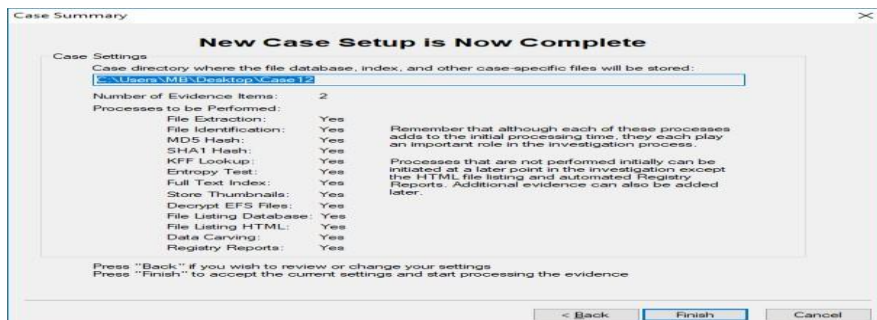 Case Summary
New Case Setup is Now Complete
Case Settings
Case directory where the file database, index, and other case-specific files will be stored:
C:\Users\MB\Desktop\Case12
Number of Evidence Items: 2
Processes to be Performed:
File Extraction: Yes
File Identification: Yes
MD5 Hash: Yes
SHA1 Hash: Yes
KFF Lookup: Yes
Entropy Test: Yes
Full Text Index: Yes
Store Thumbnails: Yes
Decrypt EFS Files: Yes
File Listing Database: Yes
File Listing HTML: Yes
Data Carving: Yes
Registry Reports: Yes
Remember that although each of these processes
adds to the initial processing time, they each play
an important role in the investigation process.
Processes that are not performed initially can be
initiated at a later point in the investigation except
the HTML file listing and automated Registry
Reports. Additional evidence can also be added
later.
Press "Back" if you wish to review or change your settings
Press "Finish" to accept the current settings and start processing the evidence
< Back
Finish
Cancel